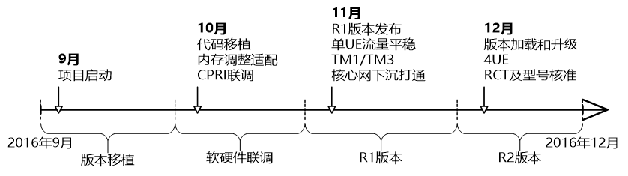 9月
项目启动
10月
代码移植
内存调整适配
CPRI联调
11月
R1版本发布
单UE流量平稳
TM1/TM3
核心网下沉打通
12月
版本加载和升级
4UE
RCT及型号核准
2016年9月
2016年12月
版本移植
软硬件联调
R1版本
R2版本